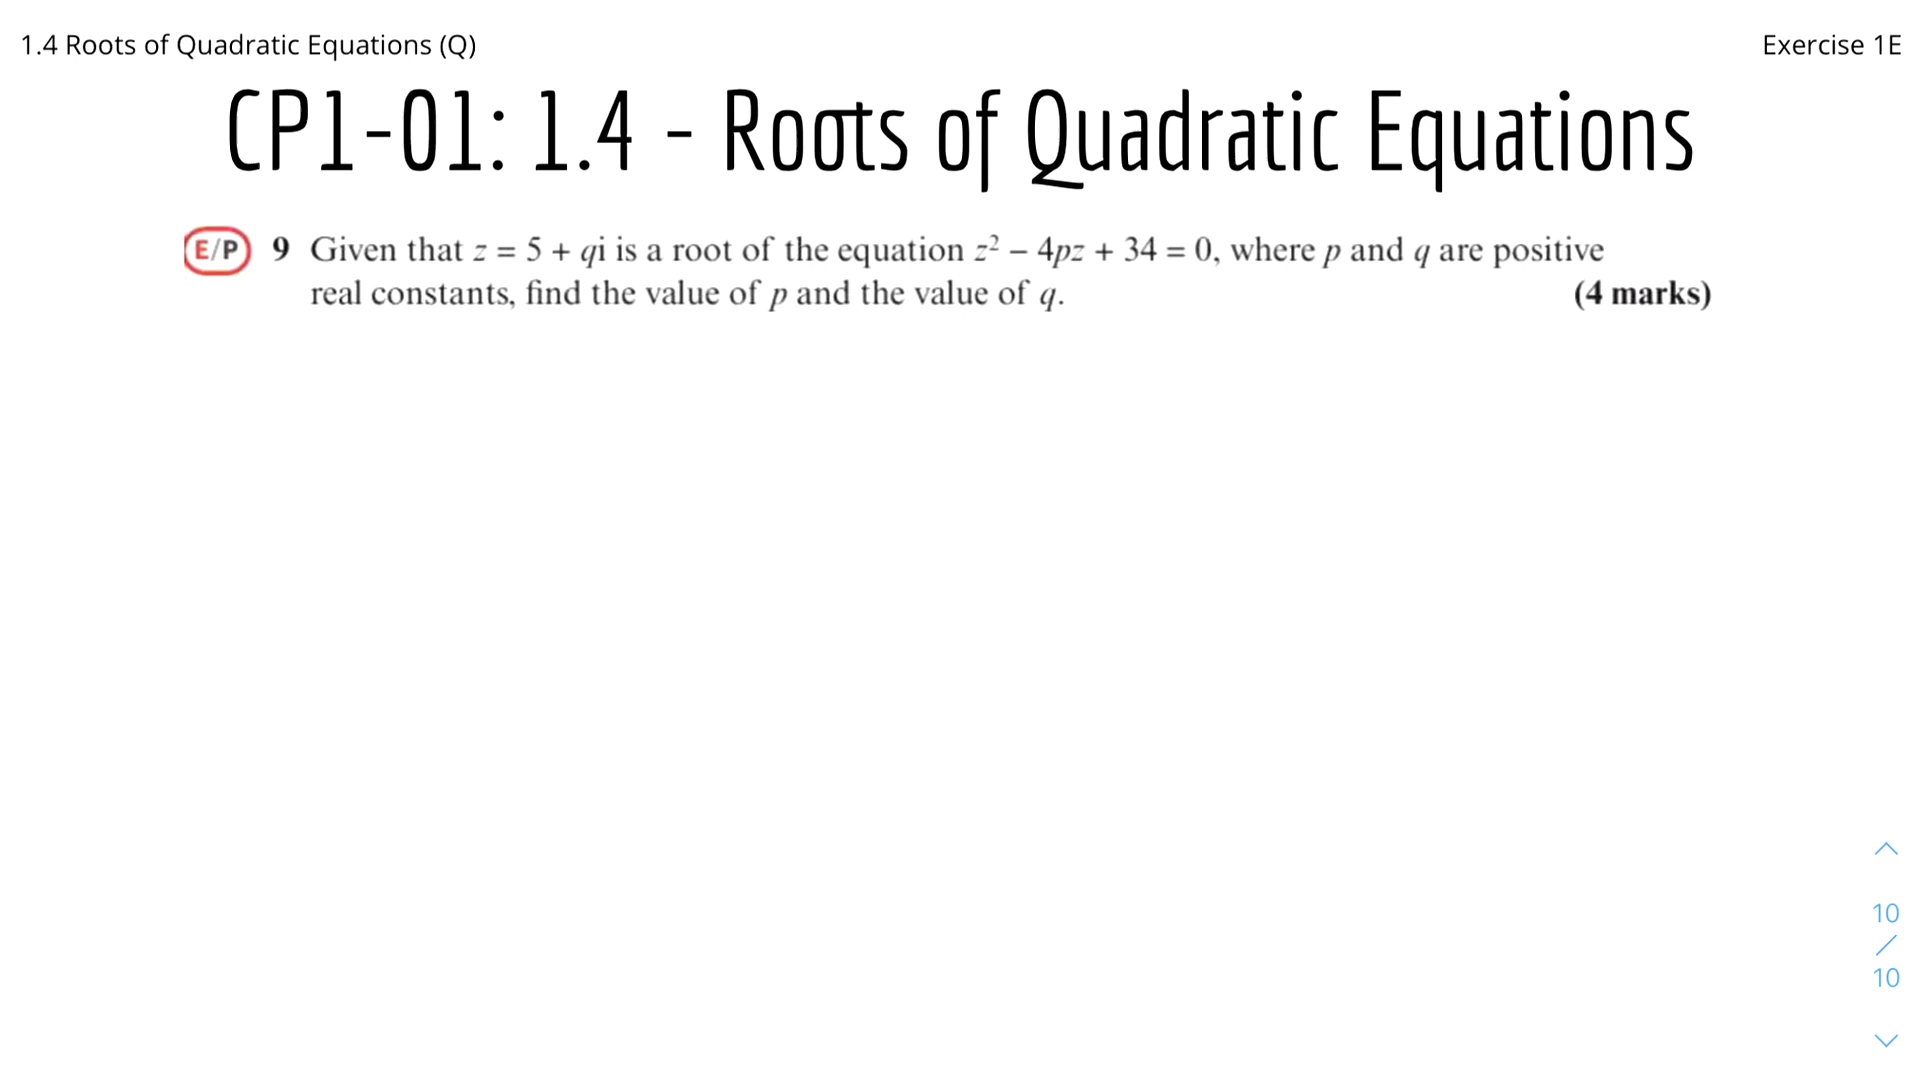 1.4 Roots of Quadratic Equations (Q)
Exercise 1E
CP1-01: 1.4 - Roots of Quadratic Equations
E/P 9 Given that z = 5 + qi is a root of the equation z² – 4pz + 34 = 0, where p and q are positive
real constants, find the value of p and the value of q. (4 marks)
10
/
10